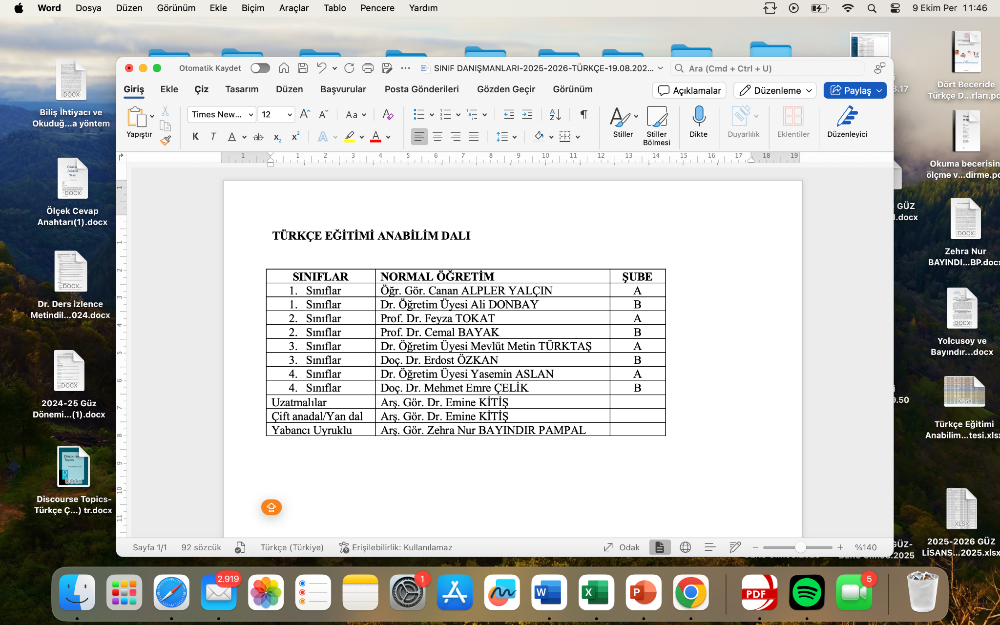 Word Dosya Düzen Görünüm Ekle Biçim Araçlar Tablo Pencere Yardım 9 Ekim Per 11:46
Otomatik Kaydet SINIF DANIŞMANLARI-2025-2026-TÜRKÇE-19.08.202... Ara (Cmd + Ctrl + U)
Giriş Ekle Çiz Tasarım Düzen Başvurular Posta Gönderileri Gözden Geçir Görünüm Açıklamalar Düzenleme Paylaş
Yapıştır Times New... 12 Stiller Stiller Bölmesi Dikte Duyarlılık Eklentiler Düzenleyici
TÜRKÇE EĞİTİMİ ANABİLİM DALI
SINIFLAR NORMAL ÖĞRETİM ŞUBE
1. Sınıflar Öğr. Gör. Canan ALPLER YALÇIN A
1. Sınıflar Dr. Öğretim Üyesi Ali DONBAY B
2. Sınıflar Prof. Dr. Feyza TOKAT A
2. Sınıflar Prof. Dr. Cemal BAYAK B
3. Sınıflar Dr. Öğretim Üyesi Mevlüt Metin TÜRKTAŞ A
3. Sınıflar Doç. Dr. Erdost ÖZKAN B
4. Sınıflar Dr. Öğretim Üyesi Yasemin ASLAN A
4. Sınıflar Doç. Dr. Mehmet Emre ÇELİK B
Uzatmalılar Arş. Gör. Dr. Emine KİTİŞ
Çift anadal/Yan dal Arş. Gör. Dr. Emine KİTİŞ
Yabancı Uyruklu Arş. Gör. Zehra Nur BAYINDIR PAMPAL
Sayfa 1/1 92 sözcük Türkçe (Türkiye) Erişilebilirlik: Kullanılamaz Odak %140
Biliş İhtiyacı ve
Okuduğ...a yöntem
Ölçek Cevap
Anahtarı(1).docx
Dr. Ders izlence
Metindil...024.docx
2024-25 Güz
Dönemi...(1).docx
Discourse Topics-
Türkçe Ç...) tr.docx
Dört Beceride
Türkçe D...rları.pd
Okuma becerisin
ölçme v...dirme.pd
GÜZ
.docx
Zehra Nur
BAYINDI...BP.docx
Yolcusoy ve
Bayındır...docx
Türkçe Eğitimi
Anabilim...tesi.xlsx
2025-2026 GÜZ
LİSANS...2025.xlsx
2.919
1
5
PDF